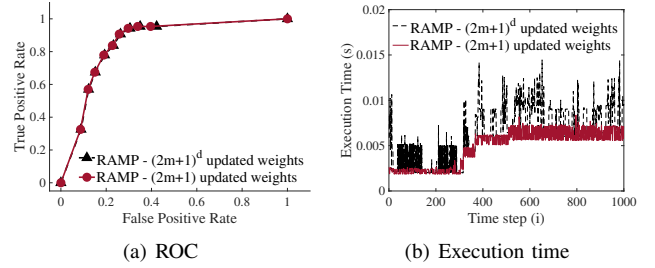 1
0.8
0.6
0.4
0.2
0
True Positive Rate
RAMP - (2m+1)^d updated weights
RAMP - (2m+1) updated weights
0 0.2 0.4 0.6 0.8 1
False Positive Rate
(a) ROC
0.02
0.015
0.01
0.005
0
Execution Time (s)
RAMP - (2m+1)^d updated weights
RAMP - (2m+1) updated weights
0 200 400 600 800 1000
Time step (i)
(b) Execution time